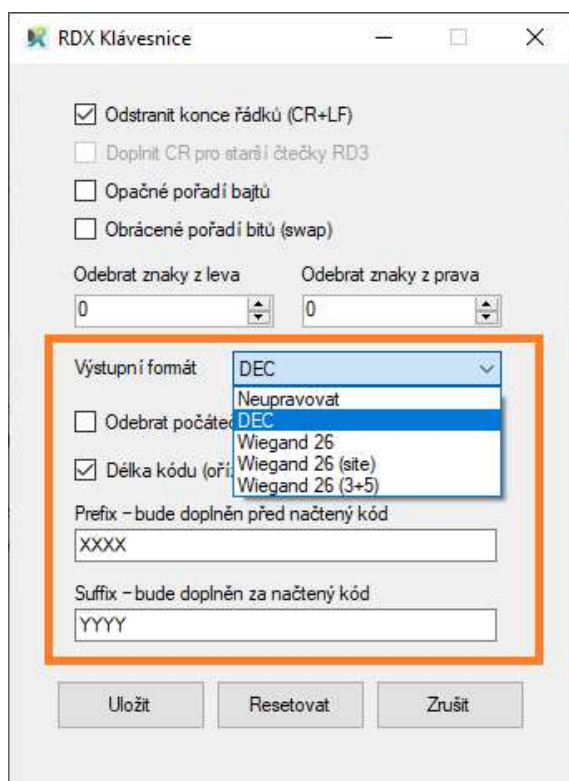 RDX Klávesnice
Odstranit konce řádků (CR+LF)
Doplnit CR pro starší čtečky RD3
Opačné pořadí bajtů
Obrácené pořadí bitů (swap)
Odebrat znaky z leva Odebrat znaky z prava
0 0
Výstupní formát DEC
Neupravovat
Odebrat DEC
Wiegand 26
Délka kódu Wiegand 26 (site)
Wiegand 26 (3+5)
Prefix – bude doplněn před načtený kód
XXXX
Suffix – bude doplněn za načtený kód
YYYY
Uložit Resetovat Zrušit